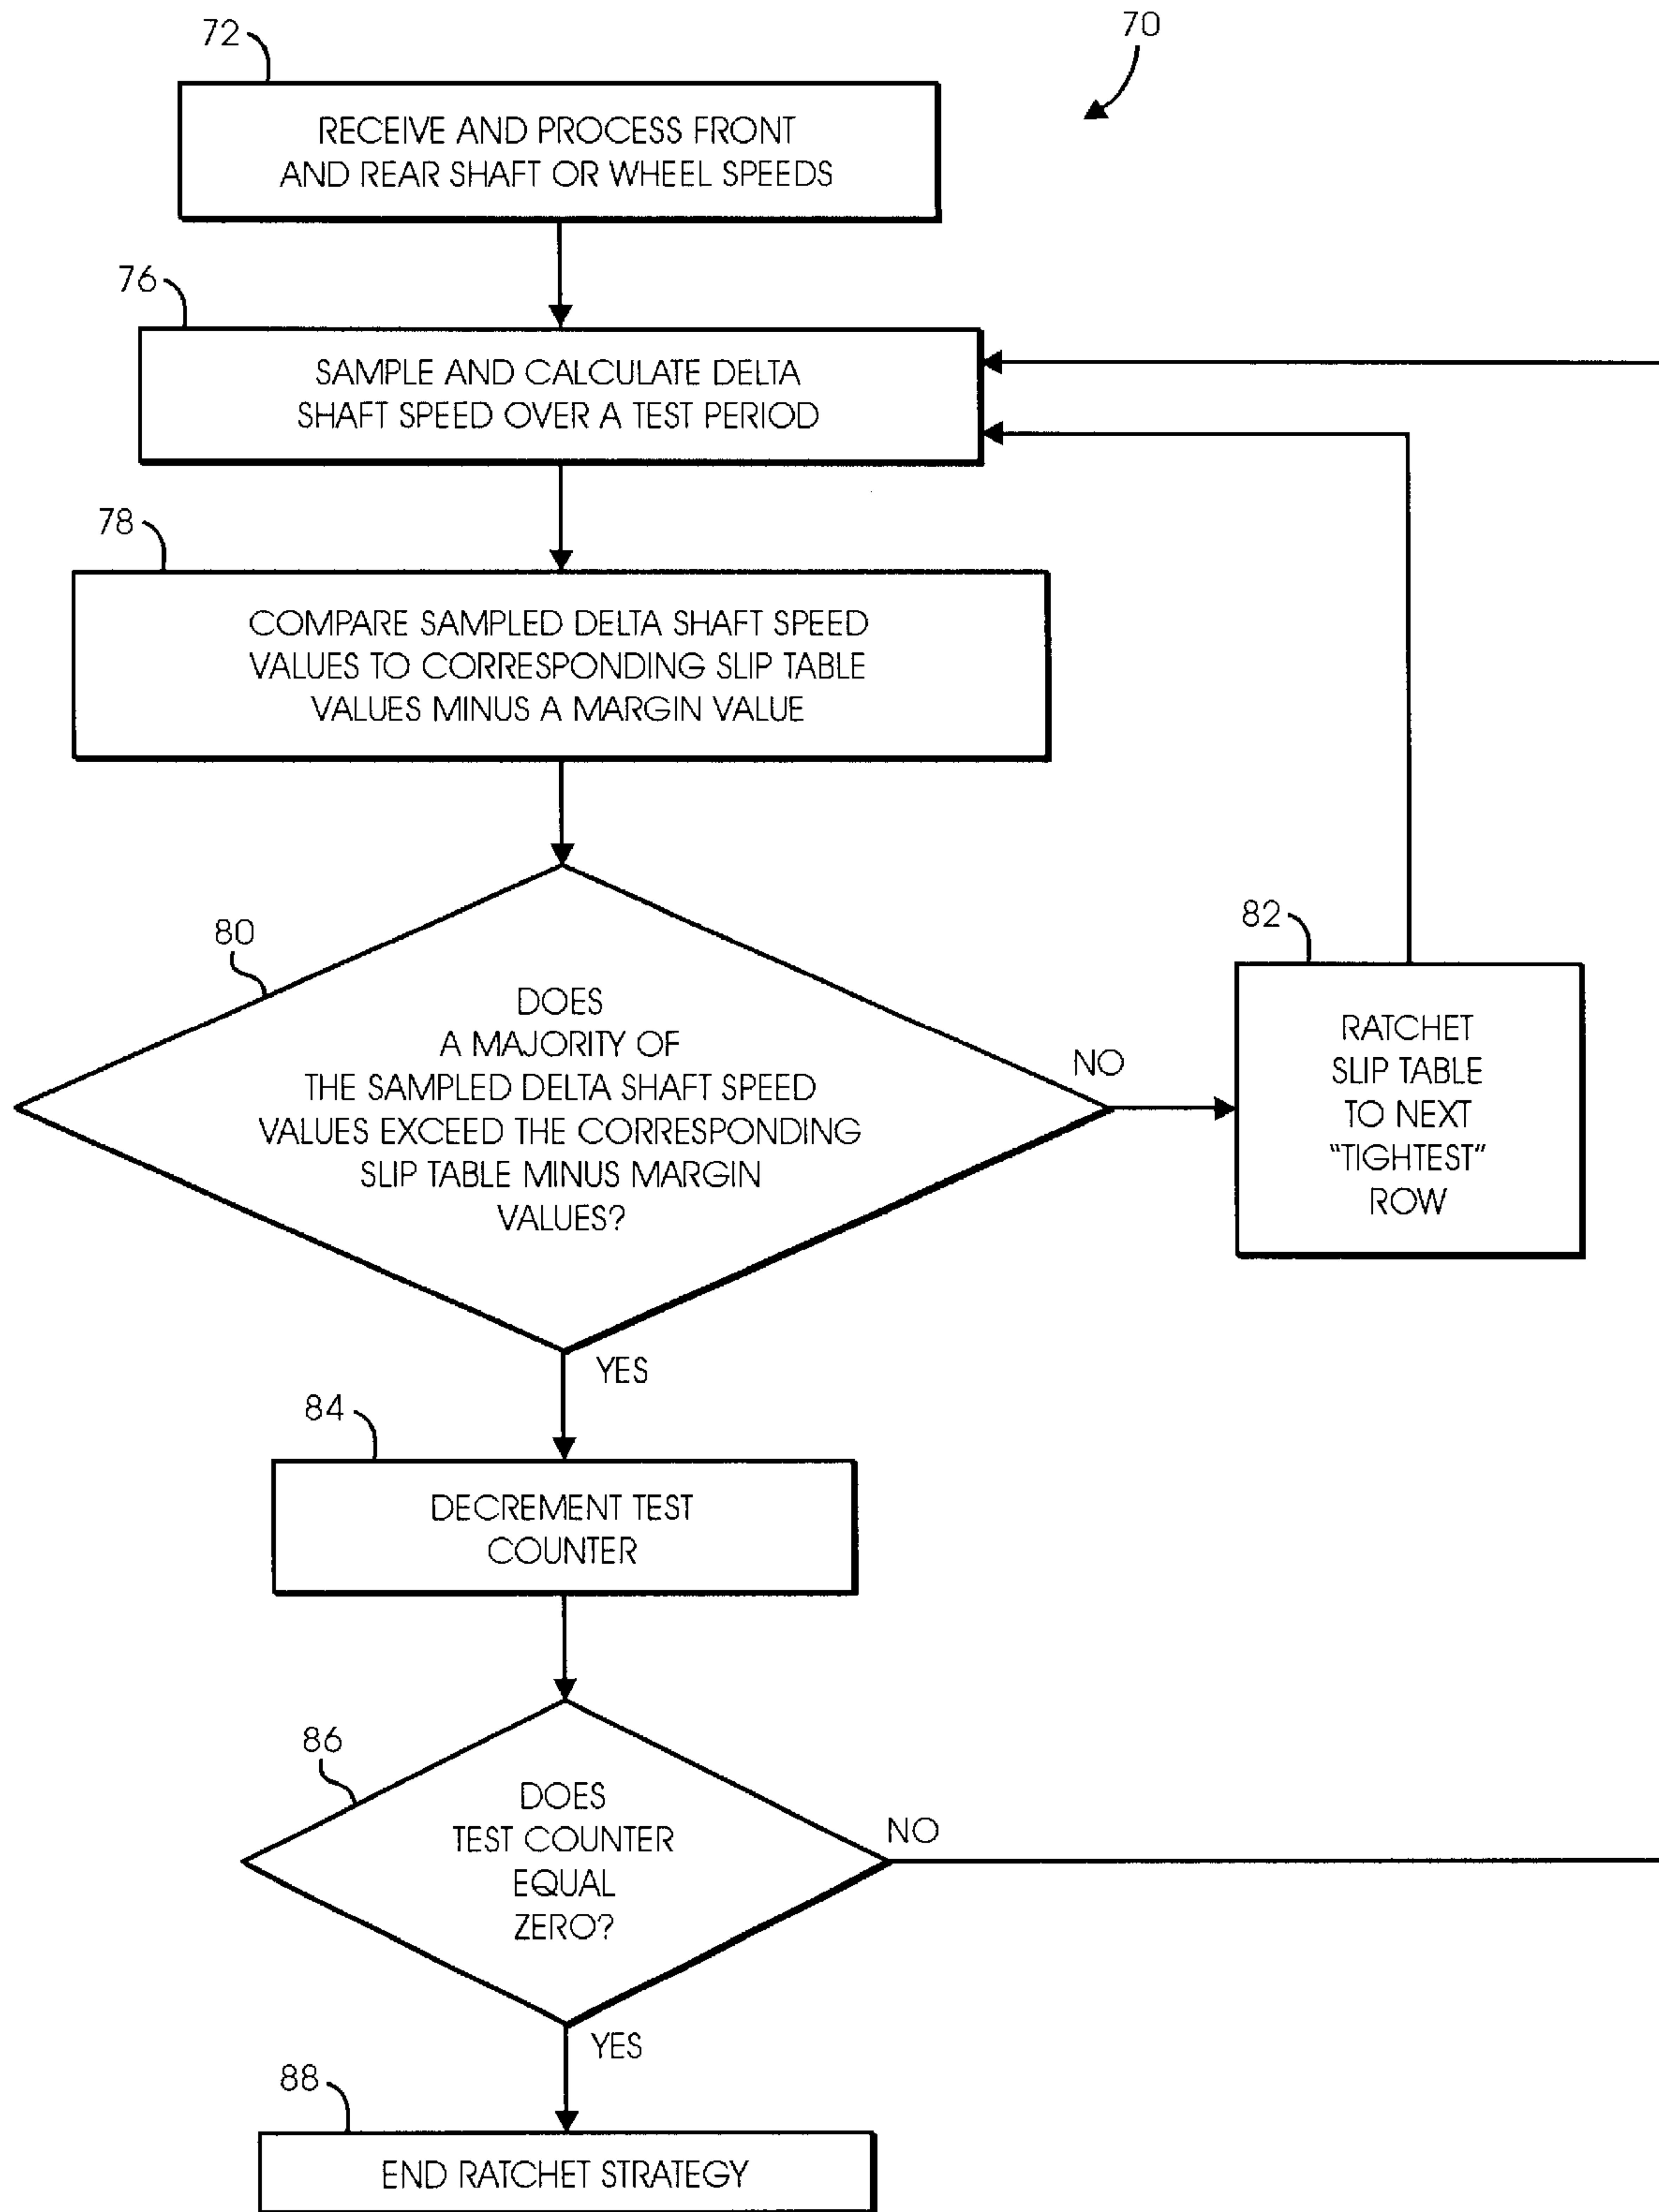 72
70
RECEIVE AND PROCESS FRONT
AND REAR SHAFT OR WHEEL SPEEDS
76
SAMPLE AND CALCULATE DELTA
SHAFT SPEED OVER A TEST PERIOD
78
COMPARE SAMPLED DELTA SHAFT SPEED
VALUES TO CORRESPONDING SLIP TABLE
VALUES MINUS A MARGIN VALUE
80
DOES
A MAJORITY OF
THE SAMPLED DELTA SHAFT SPEED
VALUES EXCEED THE CORRESPONDING
SLIP TABLE MINUS MARGIN
VALUES?
NO
82
RATCHET
SLIP TABLE
TO NEXT
"TIGHTEST"
ROW
YES
84
DECREMENT TEST
COUNTER
86
DOES
TEST COUNTER
EQUAL
ZERO?
NO
YES
88
END RATCHET STRATEGY